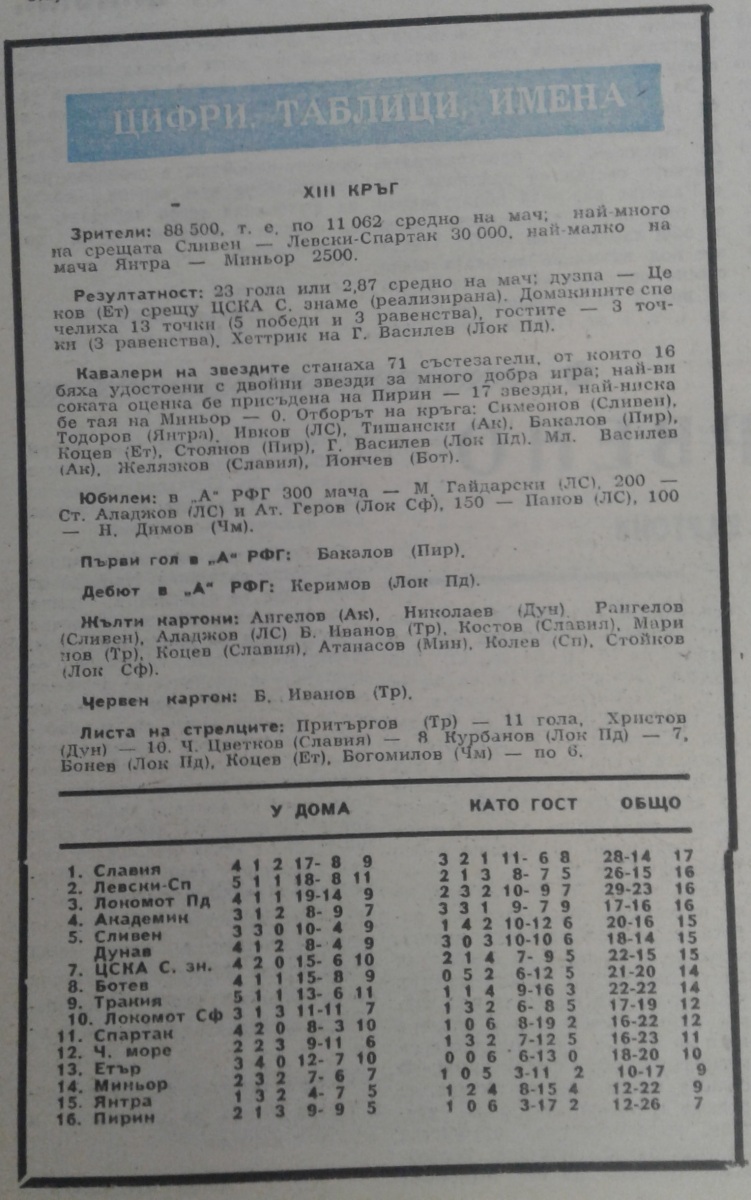 ЦИФРИ, ТАБЛИЦИ, ИМЕНА
XIII КРЪГ
Зрители: 88 500, т. е. по 11 062 средно на мач; най-много
на срещата Сливен — Левски-Спартак 30 000, най-малко на
мача Янтра — Миньор 2500.
Резултатност: 23 гола или 2,87 средно на мач; дузпа — Це
ков (Ет) срещу ЦСКА С. знаме (реализирана). Домакините спе
челиха 13 точки (5 победи и 3 равенства), гостите — 3 точ-
ки (3 равенства). Хеттрик на Г. Василев (Лок Пд).
Кавалери на звездите станаха 71 състезатели, от които 16
бяха удостоени с двойни звезди за много добра игра; най-ви
соката оценка бе присъдена на Пирин — 17 звезди, най-ниска
бе тая на Миньор — 0. Отборът на кръга: Симеонов (Сливен),
Тодоров (Янтра), Ивков (ЛС), Тишански (Ак), Бакалов (Пир),
Коцев (Ет), Стоянов (Пир), Г. Василев (Лок Пд). Мл. Василев
(Ак), Желязков (Славия), Йончев (Бот).
Юбилеи: в „А“ РФГ 300 мача — М. Гайдарски (ЛС), 200 —
Ст. Аладжов (ЛС) и Ат. Геров (Лок Сф), 150 — Панов (ЛС), 100
— Н. Димов (Чм).
Първи гол в „А“ РФГ: Бакалов (Пир).
Дебют в „А“ РФГ: Керимов (Лок Пд).
Жълти картони: Ангелов (Ак), Николаев (Дун) Рангелов
(Сливен), Аладжов (ЛС) Б. Иванов (Тр), Костов (Славия), Мари
нов (Тр), Коцев (Славия), Атанасов (Мин), Колев (Сп), Стойков
(Лок Сф).
Червен картон: Б. Иванов (Тр).
Листа на стрелците: Притъргов (Тр) — 11 гола, Христов
(Дун) — 10. Ч. Цветков (Славия) — 8 Курбанов (Лок Пд) — 7,
Бонев (Лок Пд), Коцев (Ет), Богомилов (Чм) — по 6.
У ДОМА КАТО ГОСТ ОБЩО
1. Славия 4 1 2 17- 8 9 3 2 1 11- 6 8 28-14 17
2. Левски-Сп 5 1 1 18- 8 11 2 1 3 8- 7 5 26-15 16
3. Локомот Пд 4 1 1 19-14 9 2 3 2 10- 9 7 29-23 16
4. Академик 3 1 2 8- 9 7 3 3 1 9- 7 9 17-16 16
5. Сливен 3 3 0 10- 4 9 1 4 2 10-12 6 20-16 15
Дунав 4 1 2 8- 4 9 3 0 3 10-10 6 18-14 15
7. ЦСКА С. зн. 4 2 0 15- 6 10 2 1 4 7- 9 5 22-15 15
8. Ботев 4 1 1 15- 8 9 0 5 2 6-12 5 21-20 14
9. Тракия 5 1 1 13- 6 11 1 1 4 9-16 3 22-22 14
10. Локомот Сф 3 1 3 11-11 7 1 3 2 6- 8 5 17-19 12
11. Спартак 4 2 0 8- 3 10 1 0 6 8-19 2 16-22 12
12. Ч. море 2 2 3 9-11 6 1 3 2 7-12 5 16-23 11
13. Етър 3 4 0 12- 7 10 0 0 6 6-13 0 18-20 10
14. Миньор 2 3 2 7- 6 7 1 0 5 3-11 2 10-17 9
15. Янтра 1 3 2 4- 7 5 1 2 4 8-15 4 12-22 9
16. Пирин 2 1 3 9- 9 5 1 0 6 3-17 2 12-26 7